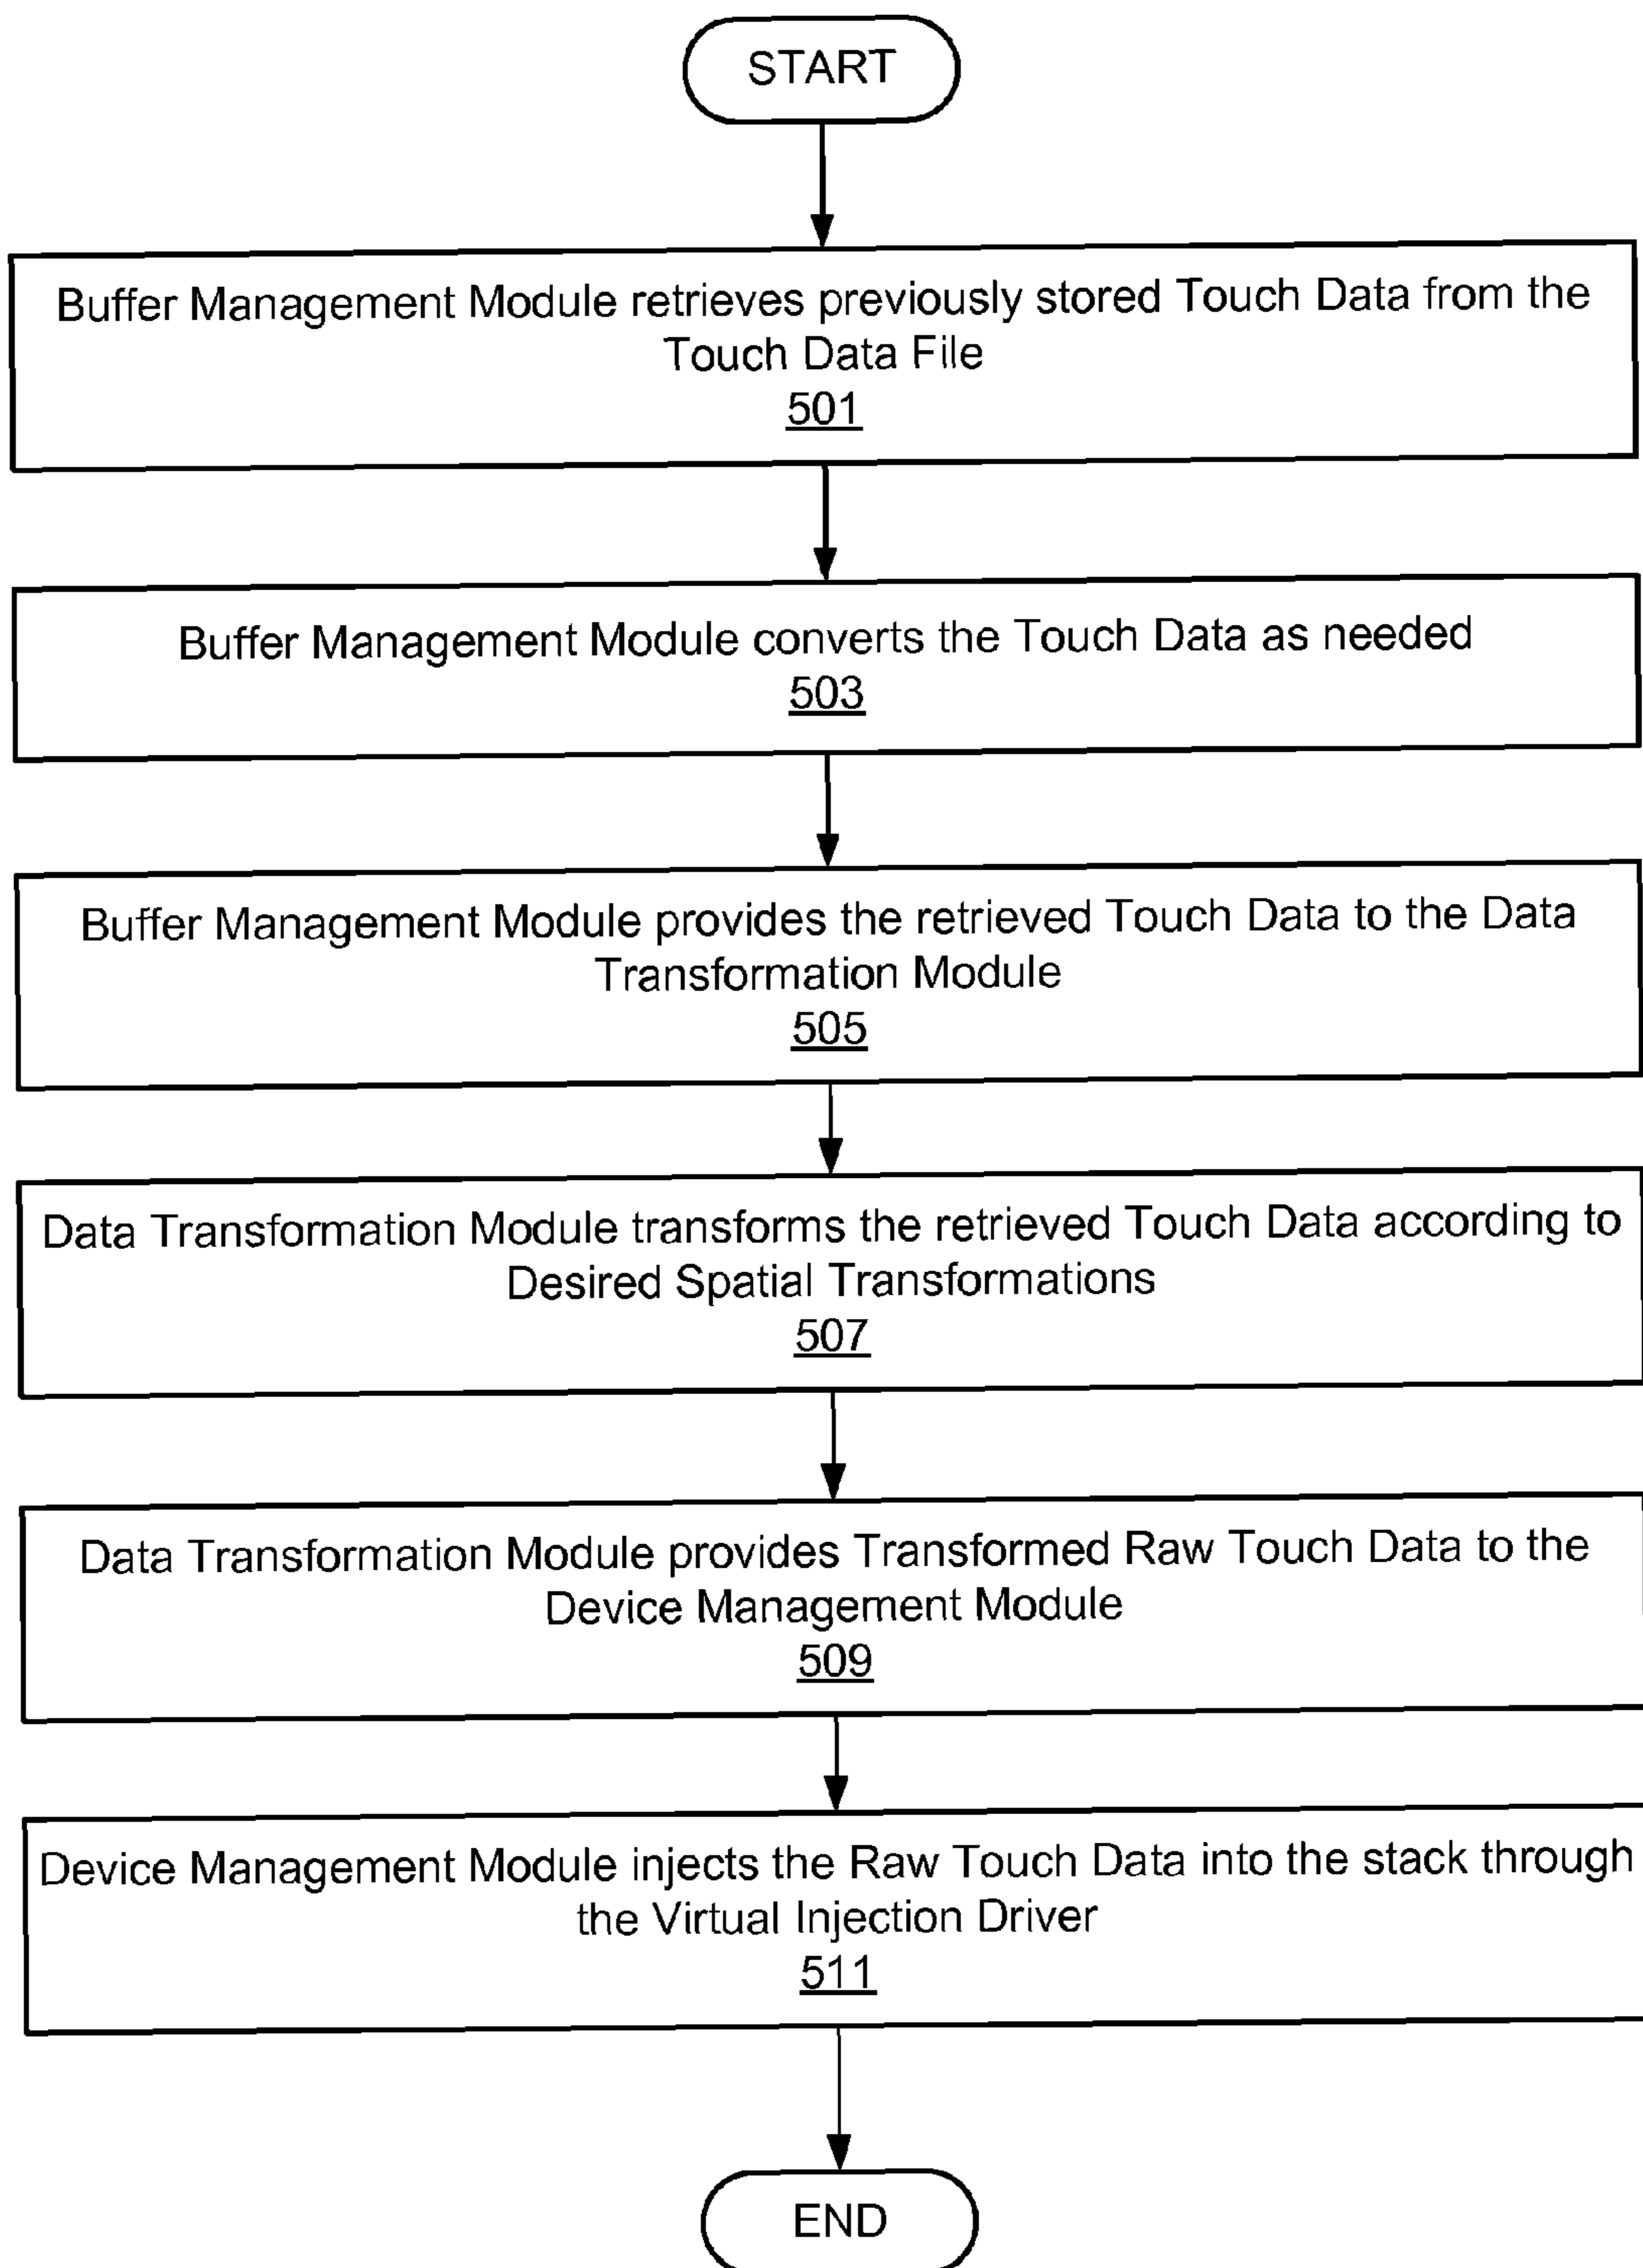 START
Buffer Management Module retrieves previously stored Touch Data from the
Touch Data File
501
Buffer Management Module converts the Touch Data as needed
503
Buffer Management Module provides the retrieved Touch Data to the Data
Transformation Module
505
Data Transformation Module transforms the retrieved Touch Data according to
Desired Spatial Transformations
507
Data Transformation Module provides Transformed Raw Touch Data to the
Device Management Module
509
Device Management Module injects the Raw Touch Data into the stack through
the Virtual Injection Driver
511
END